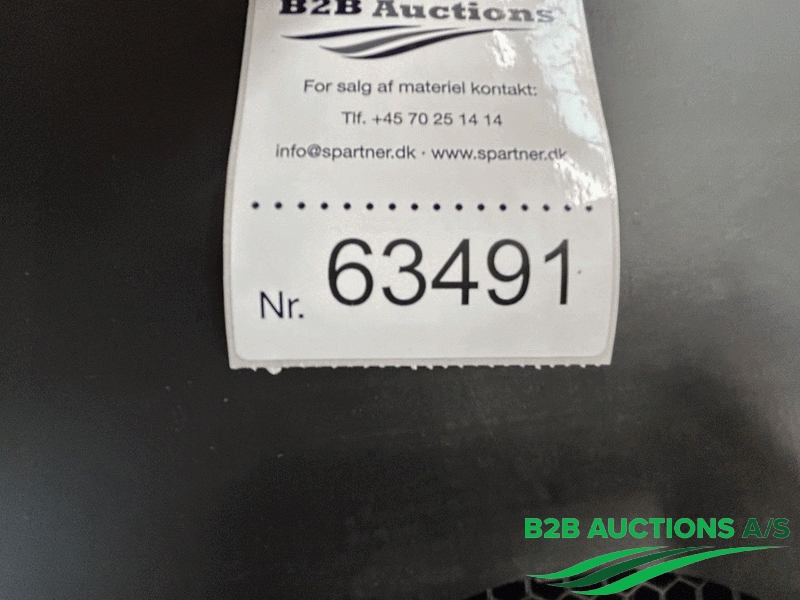 B2B Auctions
For salg af materiel kontakt:
Tlf. +45 70 25 14 14
info@spartner.dk · www.spartner.dk
Nr. 63491
B2B AUCTIONS A/S